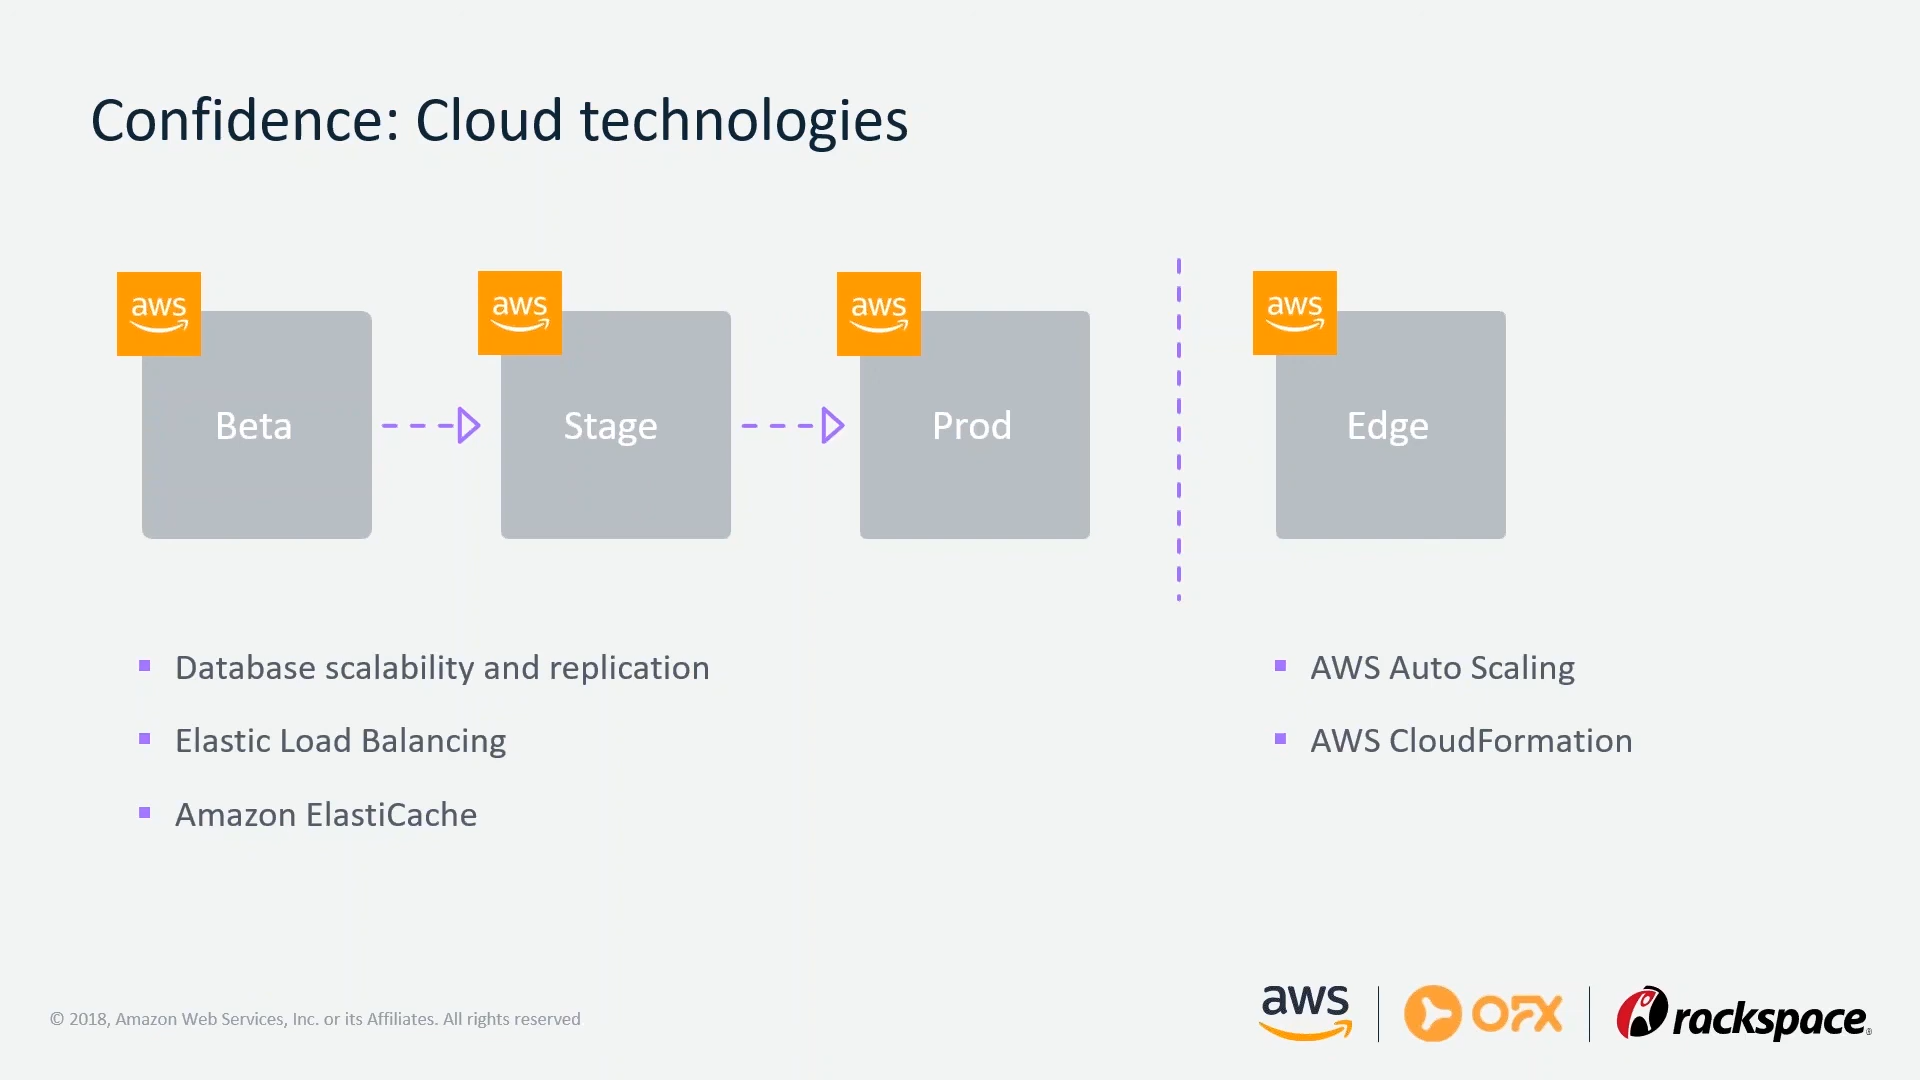 Confidence: Cloud technologies
aws
aws
aws
aws
Beta
Stage
Prod
Edge
Database scalability and replication
Elastic Load Balancing
Amazon ElastiCache
AWS Auto Scaling
AWS CloudFormation
© 2018, Amazon Web Services, Inc. or its Affiliates. All rights reserved
aws
OFX
rackspace®